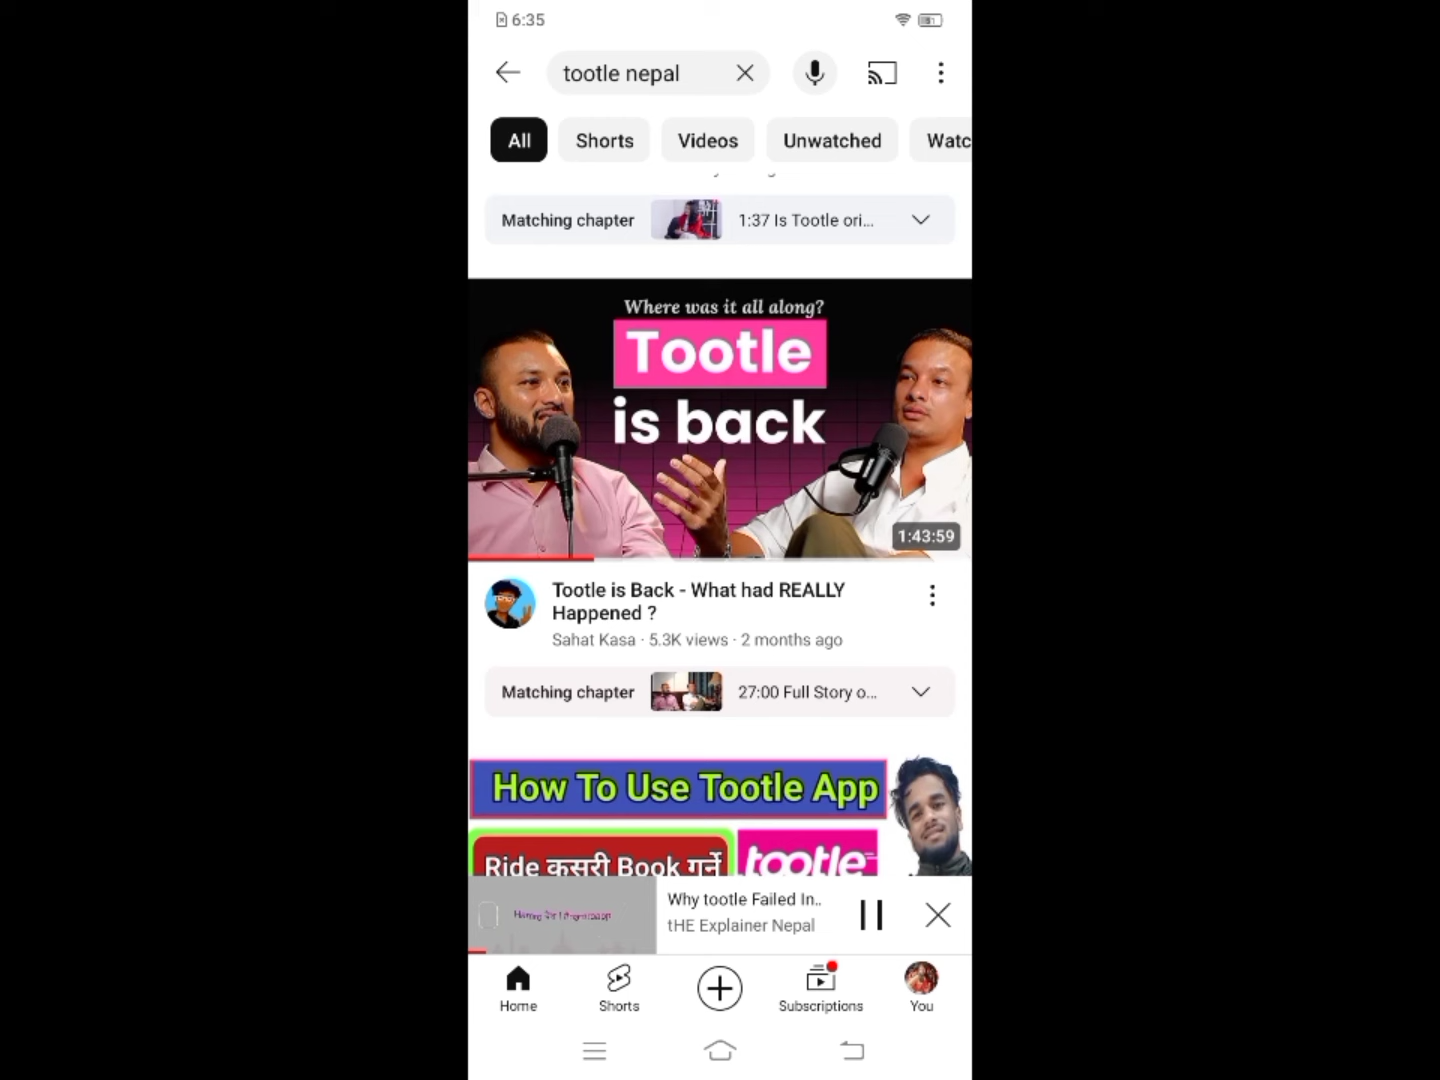 6:35
tootle nepal
All
Shorts
Videos
Unwatched
Watc
Matching chapter
1:37 Is Tootle ori...
Where was it all along?
Tootle
is back
1:43:59
Tootle is Back - What had REALLY
Happened ?
Sahat Kasa · 5.3K views · 2 months ago
Matching chapter
27:00 Full Story o...
How To Use Tootle App
Ride कसरी Book गर्ने
tootle
Why tootle Failed In..
tHE Explainer Nepal
Home
Shorts
Subscriptions
You